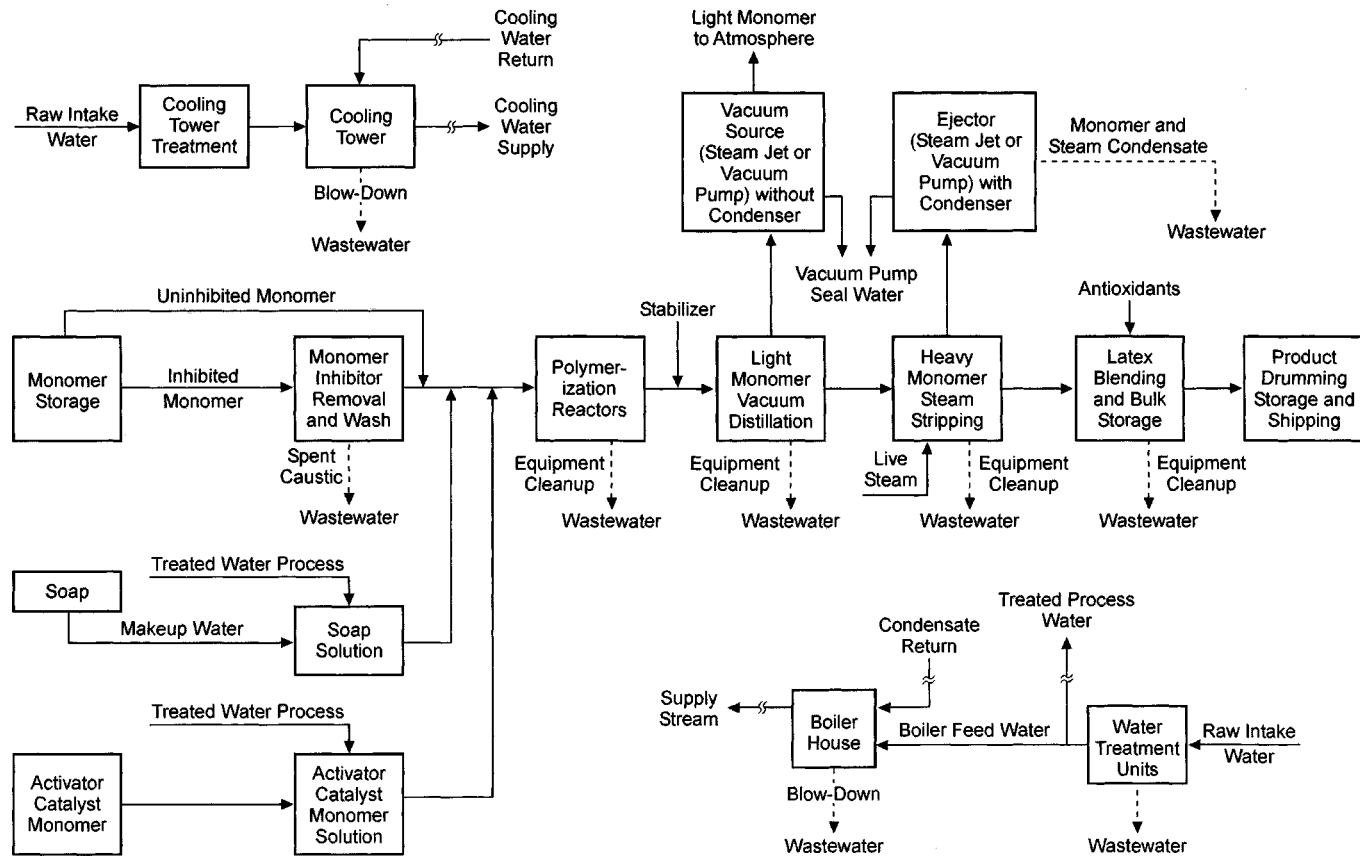 Cooling
Water
Return
Light Monomer
to Atmosphere
Raw Intake
Water
Cooling
Tower
Treatment
Cooling
Tower
Cooling
Water
Supply
Blow-Down
Wastewater
Vacuum
Source
(Steam Jet or
Vacuum
Pump) without
Condenser
Ejector
(Steam Jet or
Vacuum
Pump) with
Condenser
Monomer and
Steam Condensate
Wastewater
Vacuum Pump
Seal Water
Uninhibited Monomer
Stabilizer
Antioxidants
Monomer
Storage
Inhibited
Monomer
Monomer
Inhibitor
Removal
and Wash
Polymer-
ization
Reactors
Light
Monomer
Vacuum
Distillation
Heavy
Monomer
Steam
Stripping
Latex
Blending
and Bulk
Storage
Product
Drumming
Storage and
Shipping
Spent
Caustic
Wastewater
Equipment
Cleanup
Wastewater
Equipment
Cleanup
Wastewater
Live
Steam
Equipment
Cleanup
Wastewater
Equipment
Cleanup
Wastewater
Treated Water Process
Soap
Makeup Water
Soap
Solution
Treated Water Process
Activator
Catalyst
Monomer
Activator
Catalyst
Monomer
Solution
Treated Process
Water
Condensate
Return
Supply
Stream
Boiler
House
Boiler Feed Water
Water
Treatment
Units
Raw Intake
Water
Blow-Down
Wastewater
Wastewater